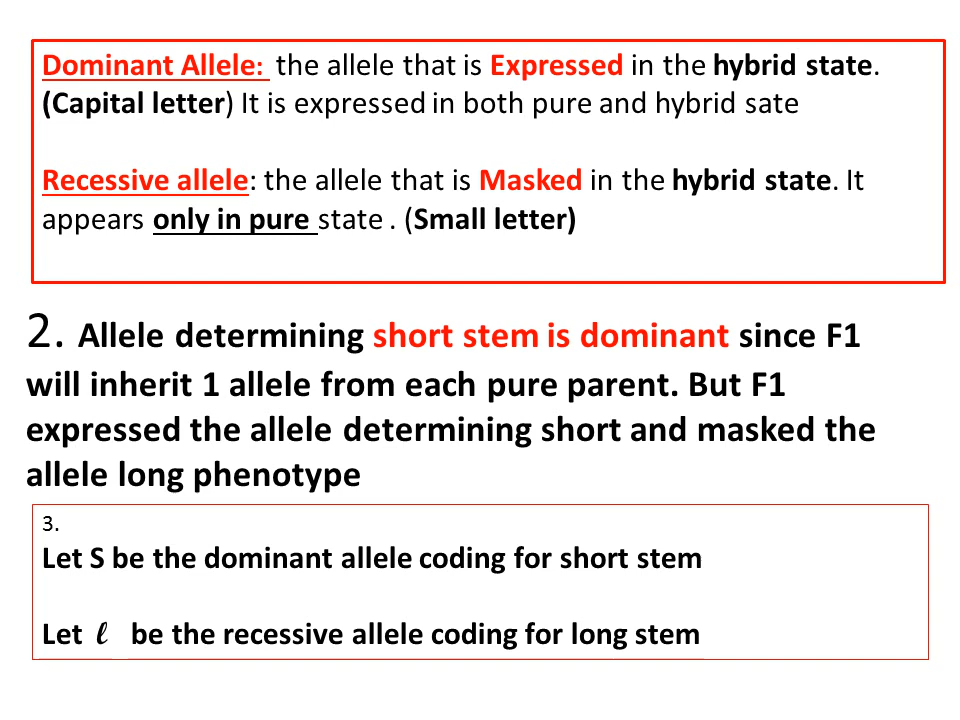 Dominant Allele: the allele that is Expressed in the hybrid state.
(Capital letter) It is expressed in both pure and hybrid sate
Recessive allele: the allele that is Masked in the hybrid state. It
appears only in pure state . (Small letter)
2. Allele determining short stem is dominant since F1
will inherit 1 allele from each pure parent. But F1
expressed the allele determining short and masked the
allele long phenotype
3.
Let S be the dominant allele coding for short stem
Let ℓ be the recessive allele coding for long stem